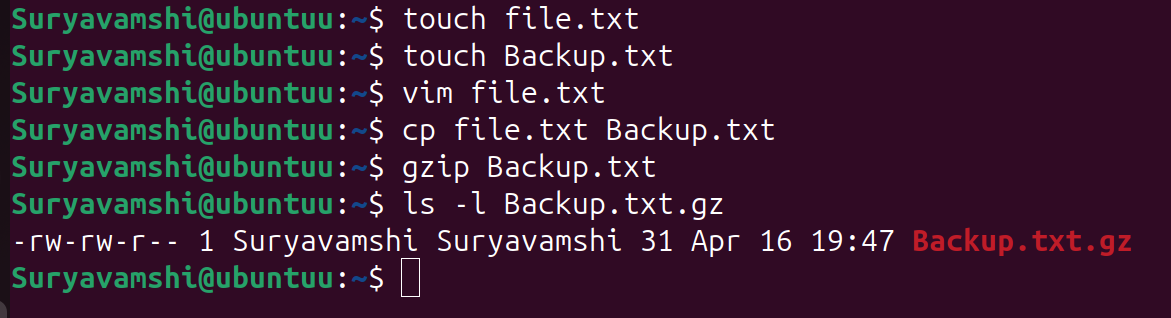 Suryavamshi@ubuntuu:~$ touch file.txt
Suryavamshi@ubuntuu:~$ touch Backup.txt
Suryavamshi@ubuntuu:~$ vim file.txt
Suryavamshi@ubuntuu:~$ cp file.txt Backup.txt
Suryavamshi@ubuntuu:~$ gzip Backup.txt
Suryavamshi@ubuntuu:~$ ls -l Backup.txt.gz
-rw-rw-r-- 1 Suryavamshi Suryavamshi 31 Apr 16 19:47 Backup.txt.gz
Suryavamshi@ubuntuu:~$